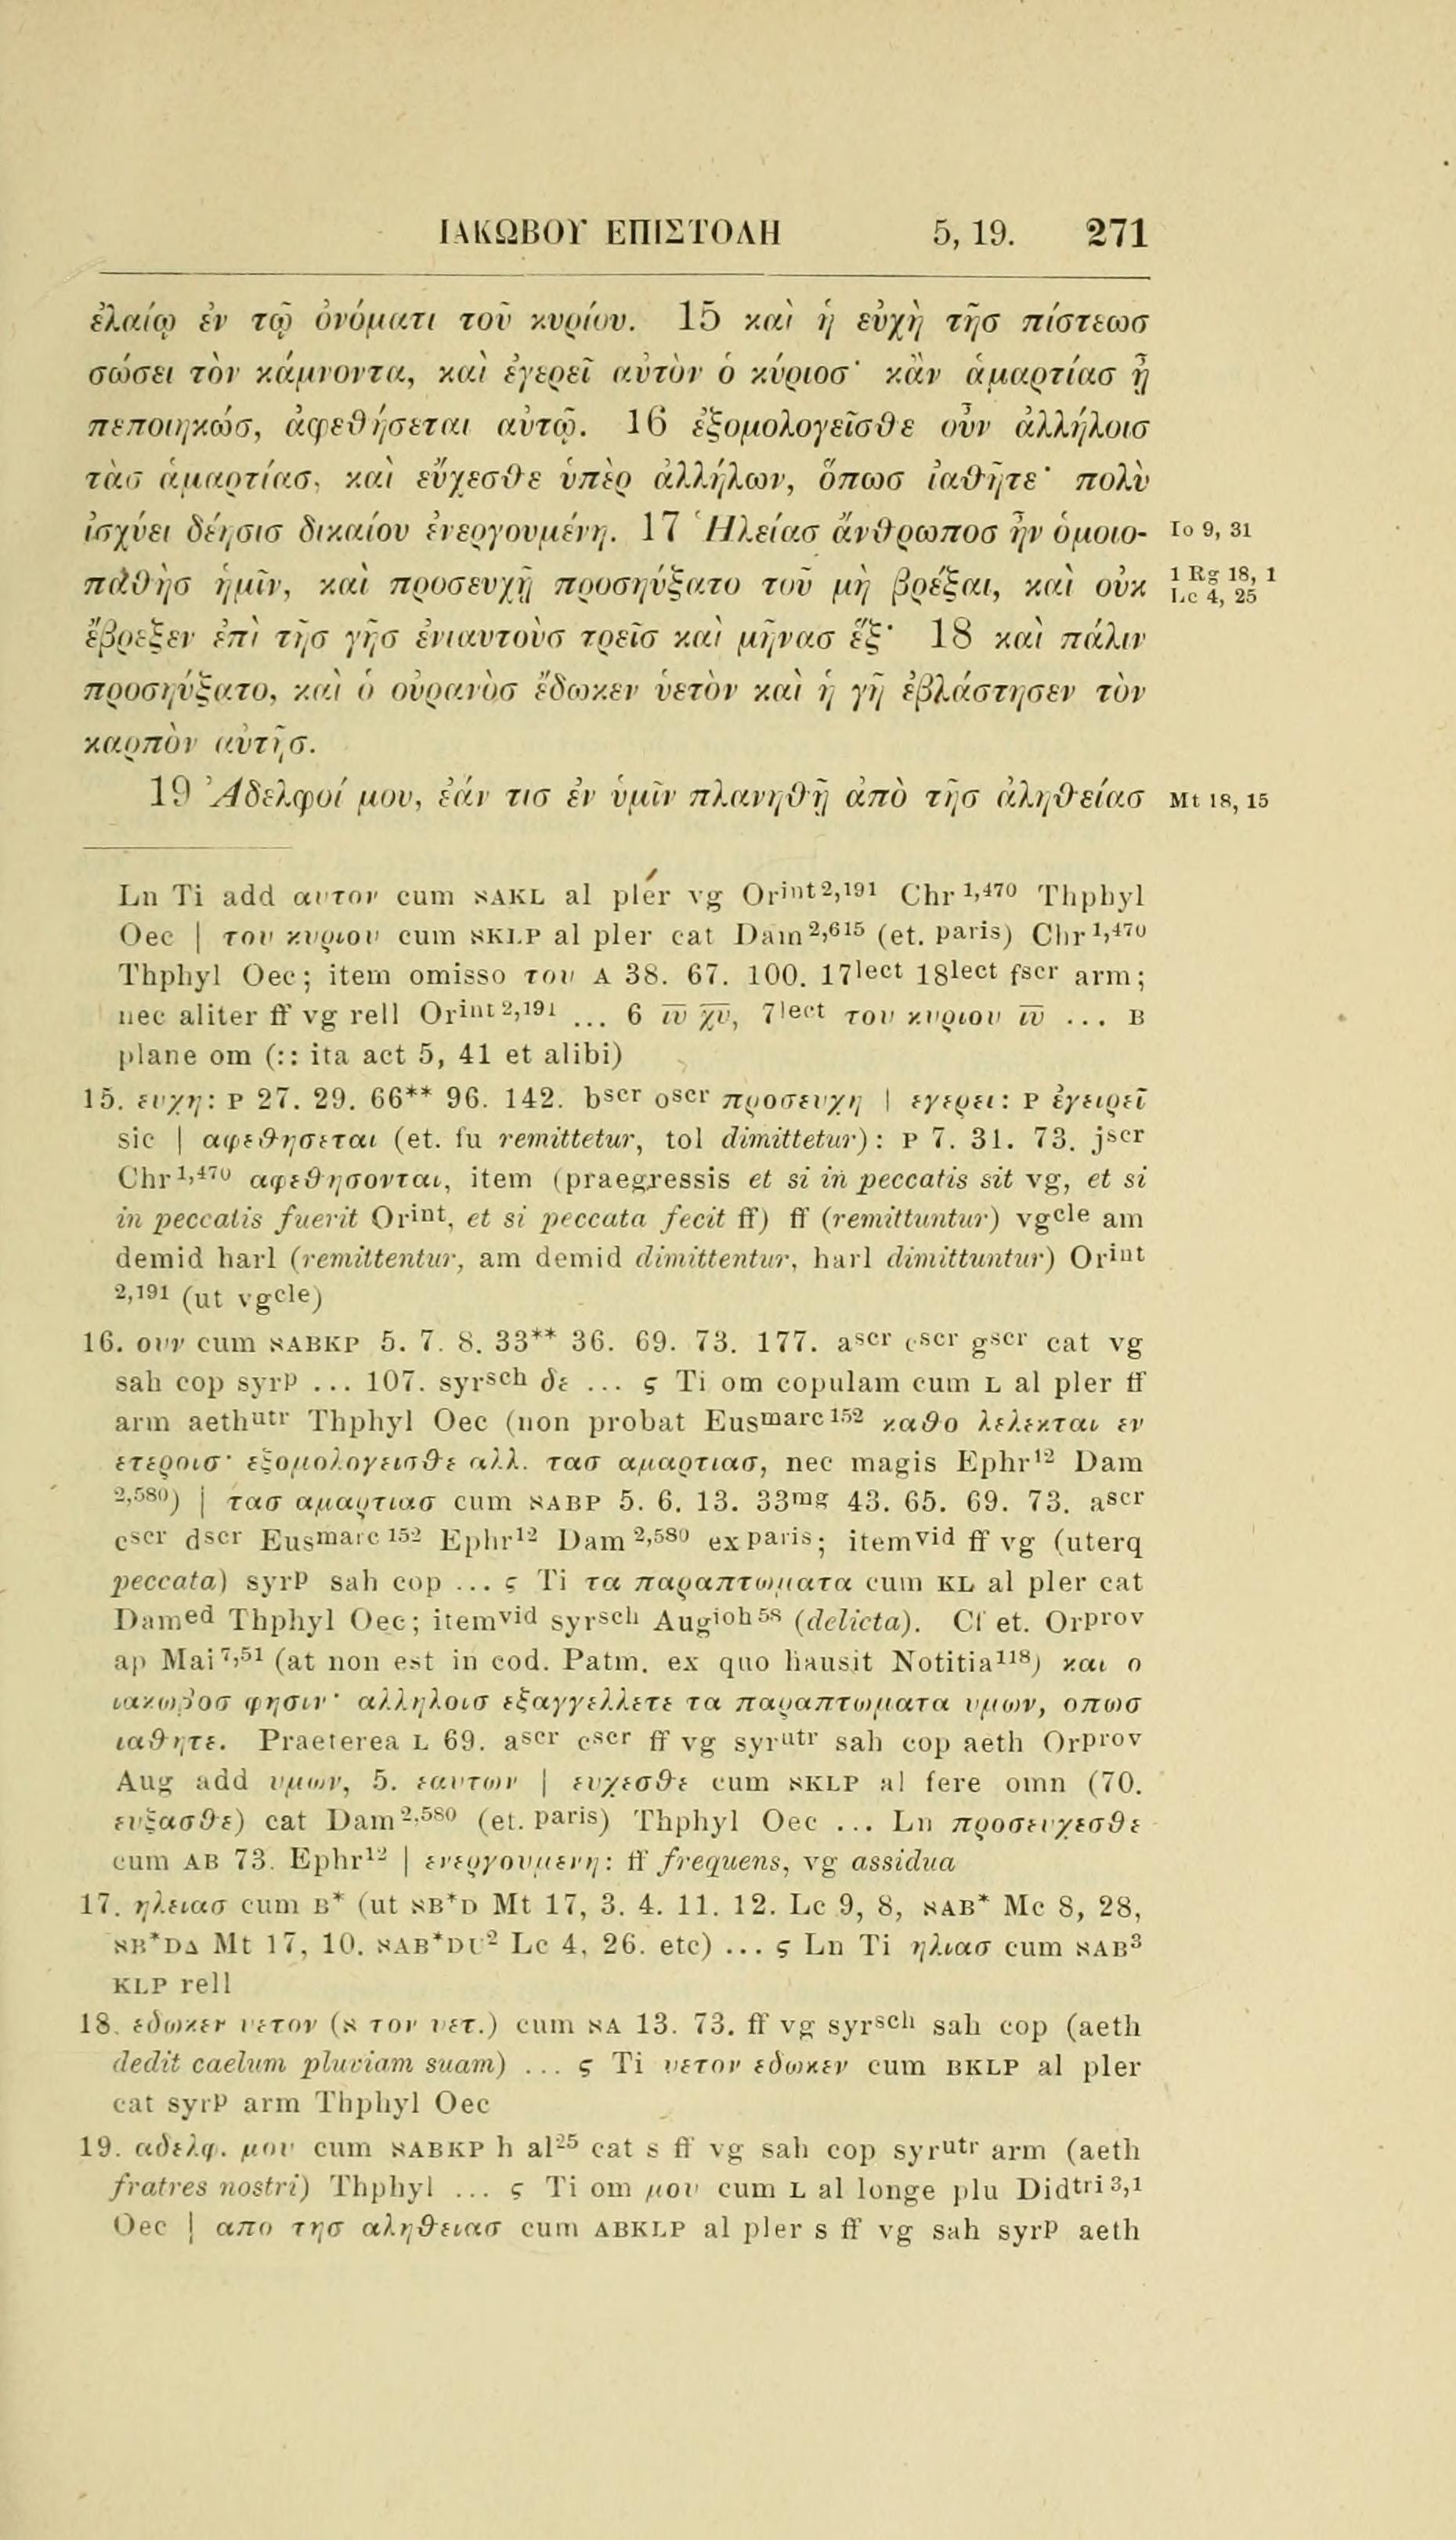 ΙΑΚΩΒΟΥ ΕΠΙΣΤΟΛΗ 5, 19. 271
ἐλαίῳ ἐν τῷ ὀνόματι τοῦ κυρίου. 15 καὶ ἡ εὐχὴ τῆσ πίστεωσ
σώσει τὸν κάμνοντα, καὶ ἐγερεῖ αὐτὸν ὁ κύριοσ· κἂν ἁμαρτίασ ᾖ
πεποιηκώσ, ἀφεθήσεται αὐτῷ. 16 ἐξομολογεῖσθε οὖν ἀλλήλοισ
τὰσ ἁμαρτίασ, καὶ εὔχεσθε ὑπὲρ ἀλλήλων, ὅπωσ ἰαθῆτε· πολὺ
ἰσχύει δέησισ δικαίου ἐνεργουμένη. 17 Ἡλείασ ἄνθρωποσ ἦν ὁμοιο- Io 9, 31
παθὴσ ἡμῖν, καὶ προσευχῇ προσηύξατο τοῦ μὴ βρέξαι, καὶ οὐκ 1 Rg 18, 1
Lc 4, 25
ἔβρεξεν ἐπὶ τῆσ γῆσ ἐνιαυτοὺσ τρεῖσ καὶ μῆνασ ἕξ· 18 καὶ πάλιν
προσηύξατο, καὶ ὁ οὐρανὸσ ἔδωκεν ὑετὸν καὶ ἡ γῆ ἐβλάστησεν τὸν
καρπὸν αὐτῆσ.
19 Ἀδελφοί μου, ἐάν τισ ἐν ὑμῖν πλανηθῇ ἀπὸ τῆσ ἀληθείασ Mt 18, 15
Ln Ti add αυτον cum אAKL al pler vg Orint2,191 Chr1,470 Thphyl
Oec | του κυριου cum אKLP al pler cat Dam2,615 (et. paris) Chr1,470
Thphyl Oec; item omisso του A 38. 67. 100. 17lect 18lect fscr arm;
nec aliter ff vg rell Orint2,191 ... 6 ιῡ χῡ, 7lect του κυριου ιῡ ... B
plane om (:: ita act 5, 41 et alibi)
15. ευχη: P 27. 29. 66** 96. 142. bscr oscr προσευχη | εγερει: P ἐγειρεῖ
sic | αφεθησεται (et. fu remittetur, tol dimittetur): P 7. 31. 73. jscr
Chr1,470 αφεθησονται, item (praegressis et si in peccatis sit vg, et si
in peccatis fuerit Orint, et si peccata fecit ff) ff (remittuntur) vgcle am
demid harl (remittentur, am demid dimittentur, harl dimittuntur) Orint
2,191 (ut vgcle)
16. ουν cum אABKP 5. 7. 8. 33** 36. 69. 73. 177. ascr cscr gscr cat vg
sah cop syrp ... 107. syrsch δε ... ς Ti om copulam cum L al pler ff
arm aethutr Thphyl Oec (non probat Eusmarc152 καθο λελεκται εν
ετεροισ· εξομολογεισθε αλλ. τασ αμαρτιασ, nec magis Ephr12 Dam
2,580) | τασ αμαρτιασ cum אABP 5. 6. 13. 33mg 43. 65. 69. 73. ascr
cscr dscr Eusmarc152 Ephr12 Dam2,580 ex paris; itemvid ff vg (uterq
peccata) syrp sah cop ... ς Ti τα παραπτωματα cum KL al pler cat
Damed Thphyl Oec; itemvid syrsch Augioh58 (delicta). Cf et. Orprov
ap Mai7,51 (at non est in cod. Patm. ex quo hausit Notitia118) και ο
ιακωβοσ φησιν· αλληλοισ εξαγγελλετε τα παραπτωματα υμων, οπωσ
ιαθητε. Praeterea L 69. ascr cscr ff vg syrutr sah cop aeth Orprov
Aug add υμων, 5. εαυτων | ευχεσθε cum אKLP al fere omn (70.
ευξασθε) cat Dam2,580 (et. paris) Thphyl Oec ... Ln προσευχεσθε
cum AB 73. Ephr12 | ενεργουμενη: ff frequens, vg assidua
17. ηλειασ cum B* (ut אB*D Mt 17, 3. 4. 11. 12. Lc 9, 8, אAB* Mc 8, 28,
אB*DΔ Mt 17, 10. אAB*DL2 Lc 4, 26. etc) ... ς Ln Ti ηλιασ cum אAB3
KLP rell
18. εδωκεν υετον (א τον υετ.) cum אA 13. 73. ff vg syrsch sah cop (aeth
dedit caelum pluviam suam) ... ς Ti υετον εδωκεν cum BKLP al pler
cat syrp arm Thphyl Oec
19. αδελφ. μου cum אABKP h al25 cat s ff vg sah cop syrutr arm (aeth
fratres nostri) Thphyl ... ς Ti om μου cum L al longe plu Didtri3,1
Oec | απο τησ αληθειασ cum ABKLP al pler s ff vg sah syrp aeth